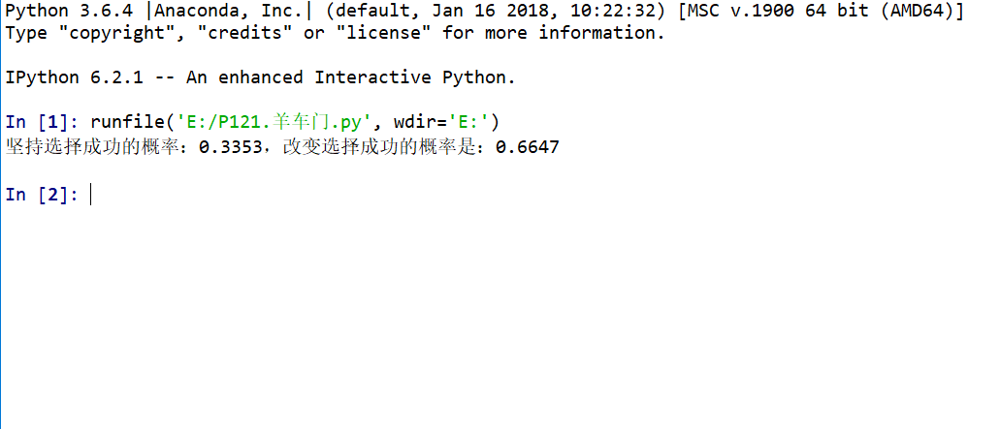 Python 3.6.4 |Anaconda, Inc.| (default, Jan 16 2018, 10:22:32) [MSC v.1900 64 bit (AMD64)]
Type "copyright", "credits" or "license" for more information.
IPython 6.2.1 -- An enhanced Interactive Python.
In [1]: runfile('E:/P121.羊车门.py', wdir='E:')
坚持选择成功的概率：0.3353，改变选择成功的概率是：0.6647
In [2]: